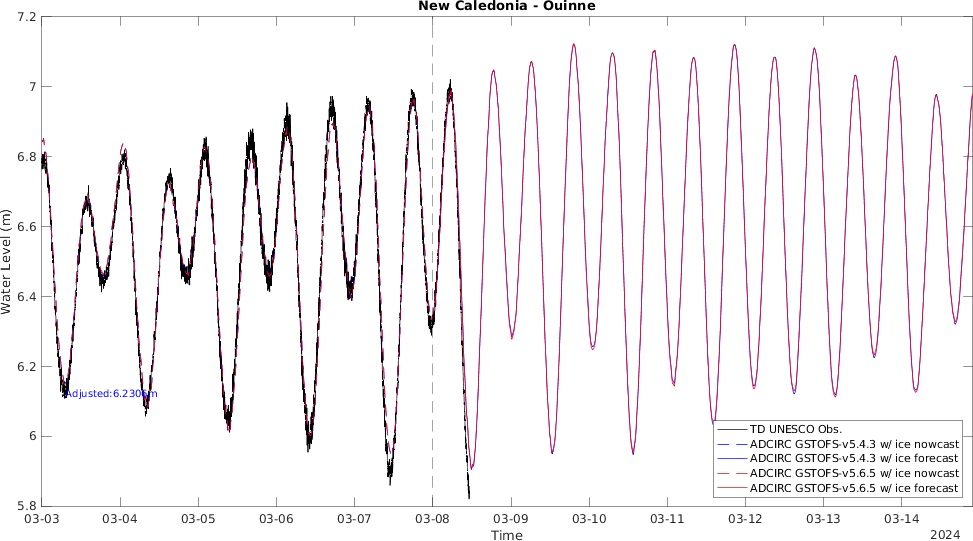 New Caledonia - Ouinne
7.2
7
6.8
6.6
6.4
6.2
6
5.8
Water Level (m)
Adjusted:6.2306m
TD UNESCO Obs.
ADCIRC GSTOFS-v5.4.3 w/ ice nowcast
ADCIRC GSTOFS-v5.4.3 w/ ice forecast
ADCIRC GSTOFS-v5.6.5 w/ ice nowcast
ADCIRC GSTOFS-v5.6.5 w/ ice forecast
03-03 03-04 03-05 03-06 03-07 03-08 03-09 03-10 03-11 03-12 03-13 03-14
Time
2024